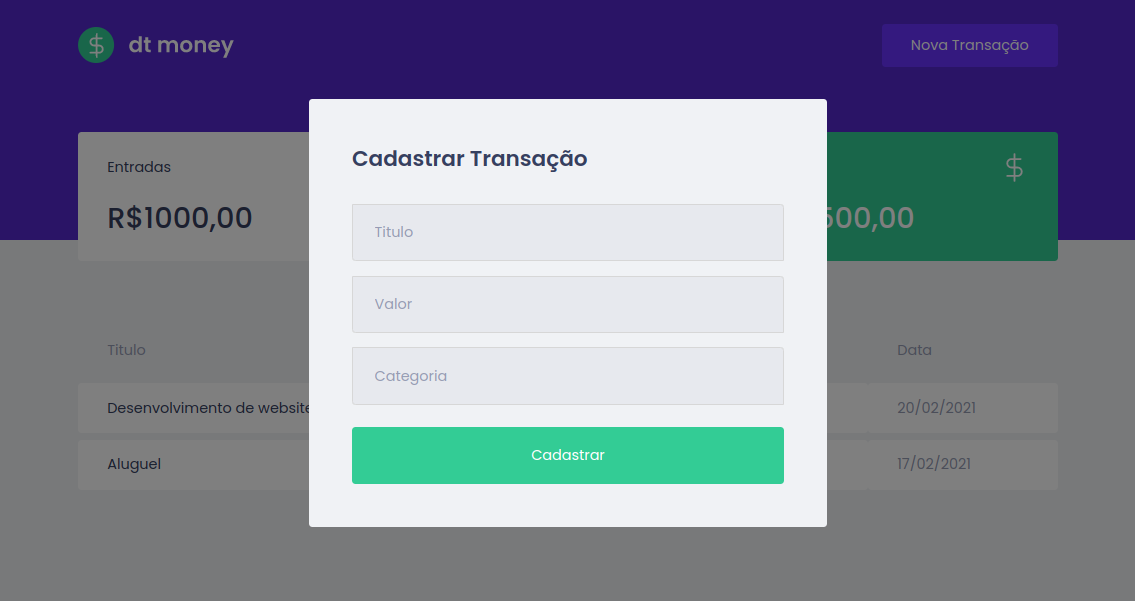 dt money
Nova Transação
Entradas
R$1000,00
500,00
Cadastrar Transação
Titulo
Valor
Categoria
Cadastrar
Titulo
Data
Desenvolvimento de website
20/02/2021
Aluguel
17/02/2021